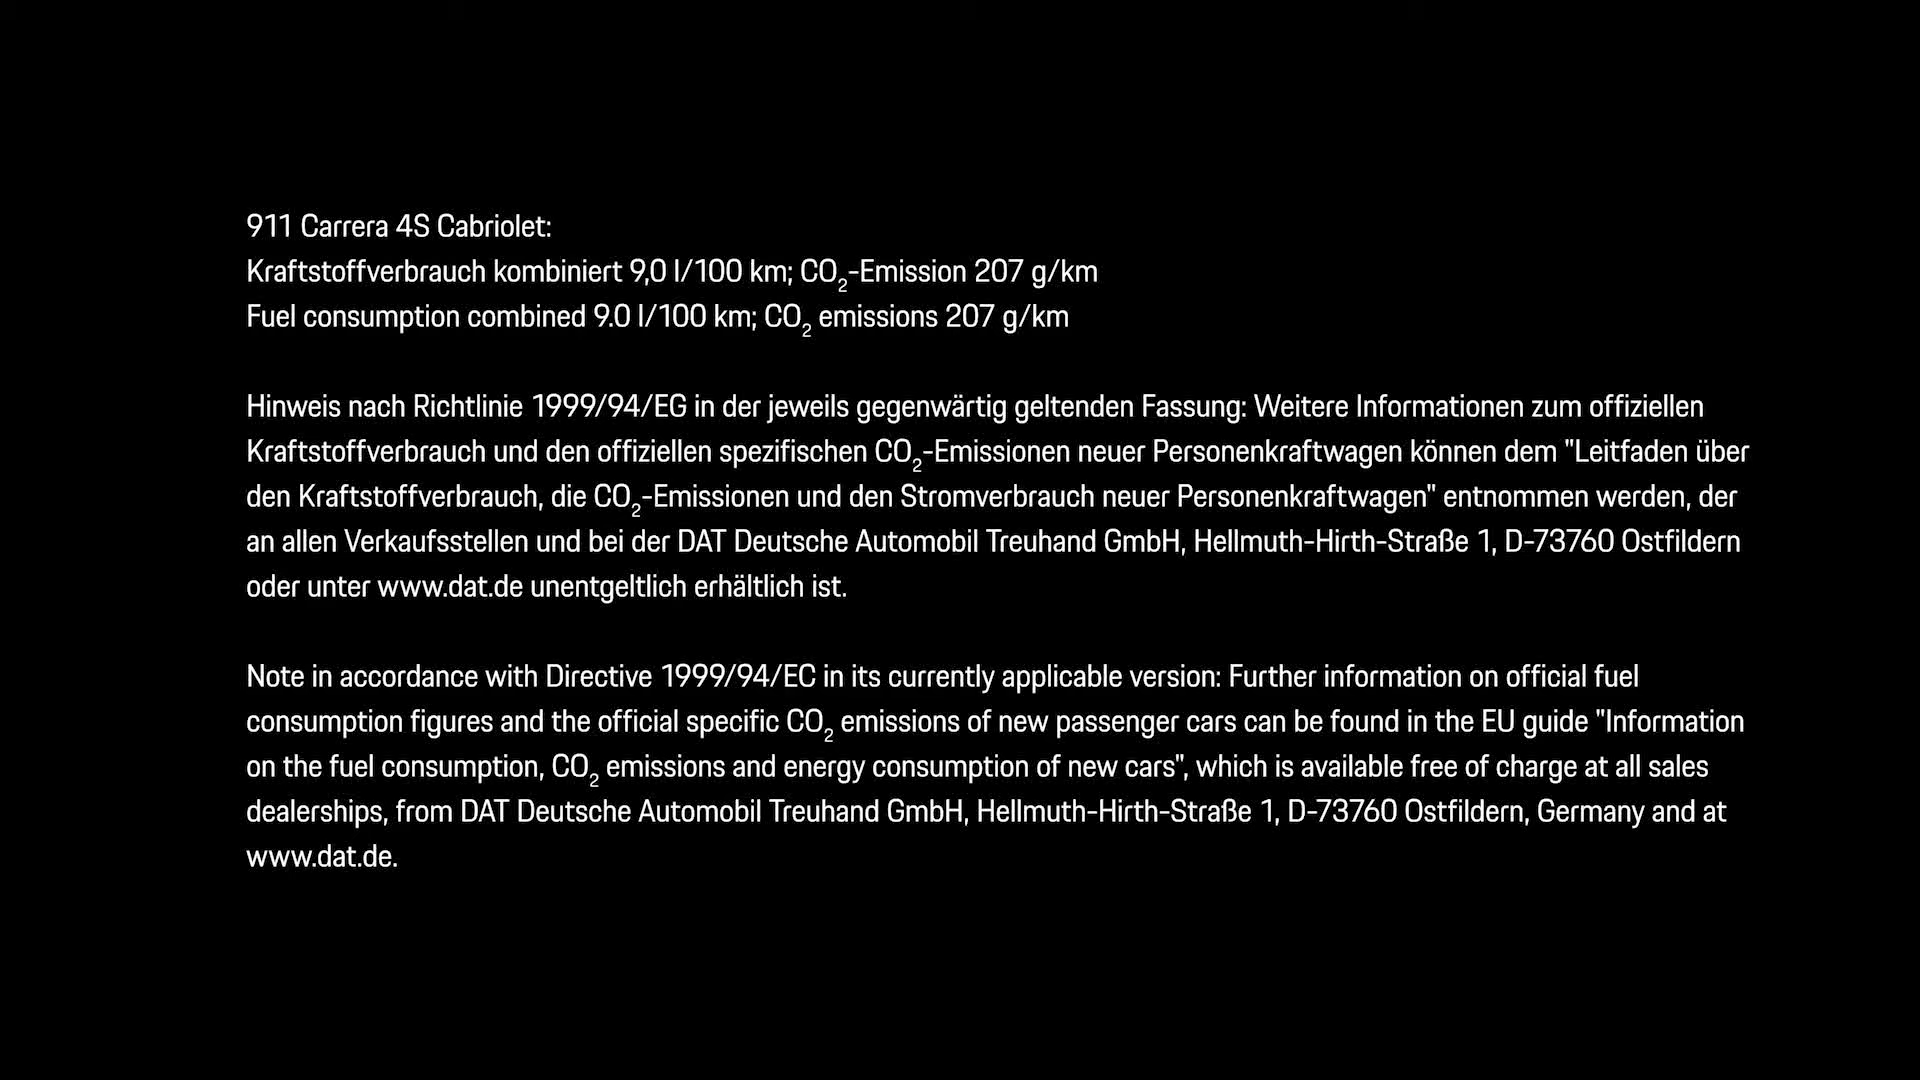 911 Carrera 4S Cabriolet:
Kraftstoffverbrauch kombiniert 9,0 l/100 km; CO₂-Emission 207 g/km
Fuel consumption combined 9.0 l/100 km; CO₂ emissions 207 g/km
Hinweis nach Richtlinie 1999/94/EG in der jeweils gegenwärtig geltenden Fassung: Weitere Informationen zum offiziellen
Kraftstoffverbrauch und den offiziellen spezifischen CO₂-Emissionen neuer Personenkraftwagen können dem "Leitfaden über
den Kraftstoffverbrauch, die CO₂-Emissionen und den Stromverbrauch neuer Personenkraftwagen" entnommen werden, der
an allen Verkaufsstellen und bei der DAT Deutsche Automobil Treuhand GmbH, Hellmuth-Hirth-Straße 1, D-73760 Ostfildern
oder unter www.dat.de unentgeltlich erhältlich ist.
Note in accordance with Directive 1999/94/EC in its currently applicable version: Further information on official fuel
consumption figures and the official specific CO₂ emissions of new passenger cars can be found in the EU guide "Information
on the fuel consumption, CO₂ emissions and energy consumption of new cars", which is available free of charge at all sales
dealerships, from DAT Deutsche Automobil Treuhand GmbH, Hellmuth-Hirth-Straße 1, D-73760 Ostfildern, Germany and at
www.dat.de.